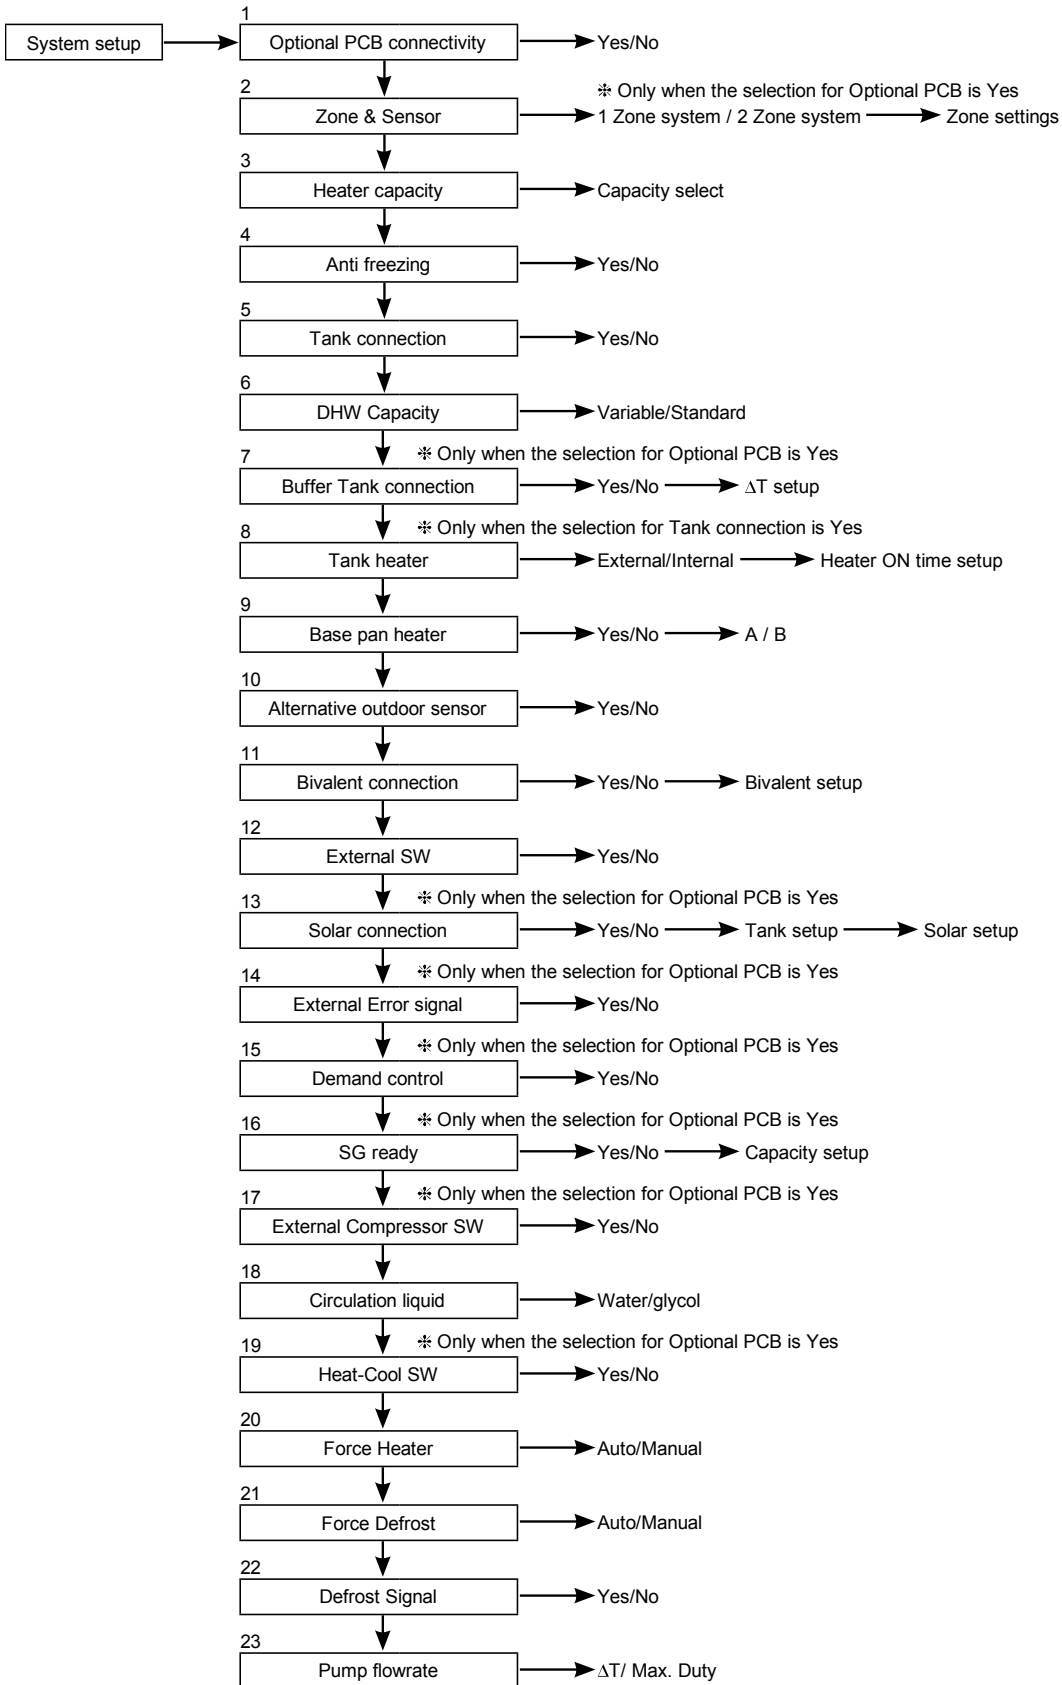 1
System setup Optional PCB connectivity Yes/No
2 ❈ Only when the selection for Optional PCB is Yes
Zone & Sensor 1 Zone system / 2 Zone system Zone settings
3
Heater capacity Capacity select
4
Anti freezing Yes/No
5
Tank connection Yes/No
6
DHW Capacity Variable/Standard
7 ❈ Only when the selection for Optional PCB is Yes
Buffer Tank connection Yes/No ΔT setup
8 ❈ Only when the selection for Tank connection is Yes
Tank heater External/Internal Heater ON time setup
9
Base pan heater Yes/No A / B
10
Alternative outdoor sensor Yes/No
11
Bivalent connection Yes/No Bivalent setup
12
External SW Yes/No
13 ❈ Only when the selection for Optional PCB is Yes
Solar connection Yes/No Tank setup Solar setup
14 ❈ Only when the selection for Optional PCB is Yes
External Error signal Yes/No
15 ❈ Only when the selection for Optional PCB is Yes
Demand control Yes/No
16 ❈ Only when the selection for Optional PCB is Yes
SG ready Yes/No Capacity setup
17 ❈ Only when the selection for Optional PCB is Yes
External Compressor SW Yes/No
18
Circulation liquid Water/glycol
19 ❈ Only when the selection for Optional PCB is Yes
Heat-Cool SW Yes/No
20
Force Heater Auto/Manual
21
Force Defrost Auto/Manual
22
Defrost Signal Yes/No
23
Pump flowrate ΔT/ Max. Duty